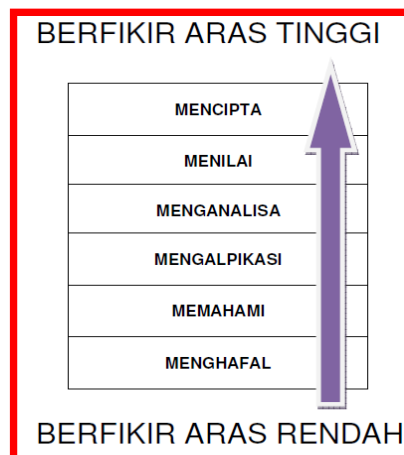 BERFIKIR ARAS TINGGI
MENCIPTA
MENILAI
MENGANALISA
MENGALPIKASI
MEMAHAMI
MENGHAFAL
BERFIKIR ARAS RENDAH